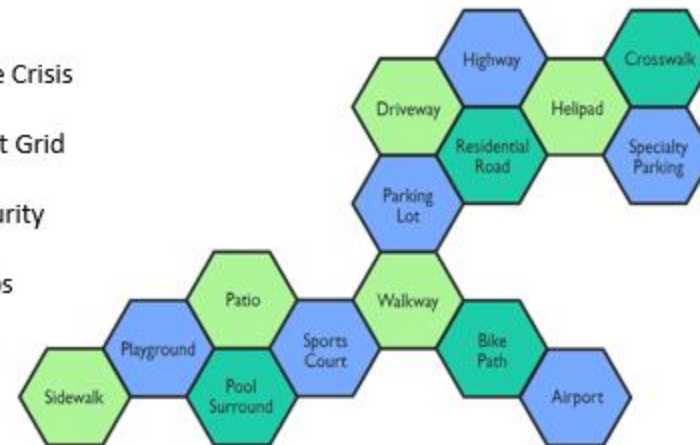 e Crisis
t Grid
urity
s
Highway
Crosswalk
Driveway
Helipad
Residential
Road
Specialty
Parking
Parking
Lot
Patio
Walkway
Playground
Sports
Court
Bike
Path
Sidewalk
Pool
Surround
Airport